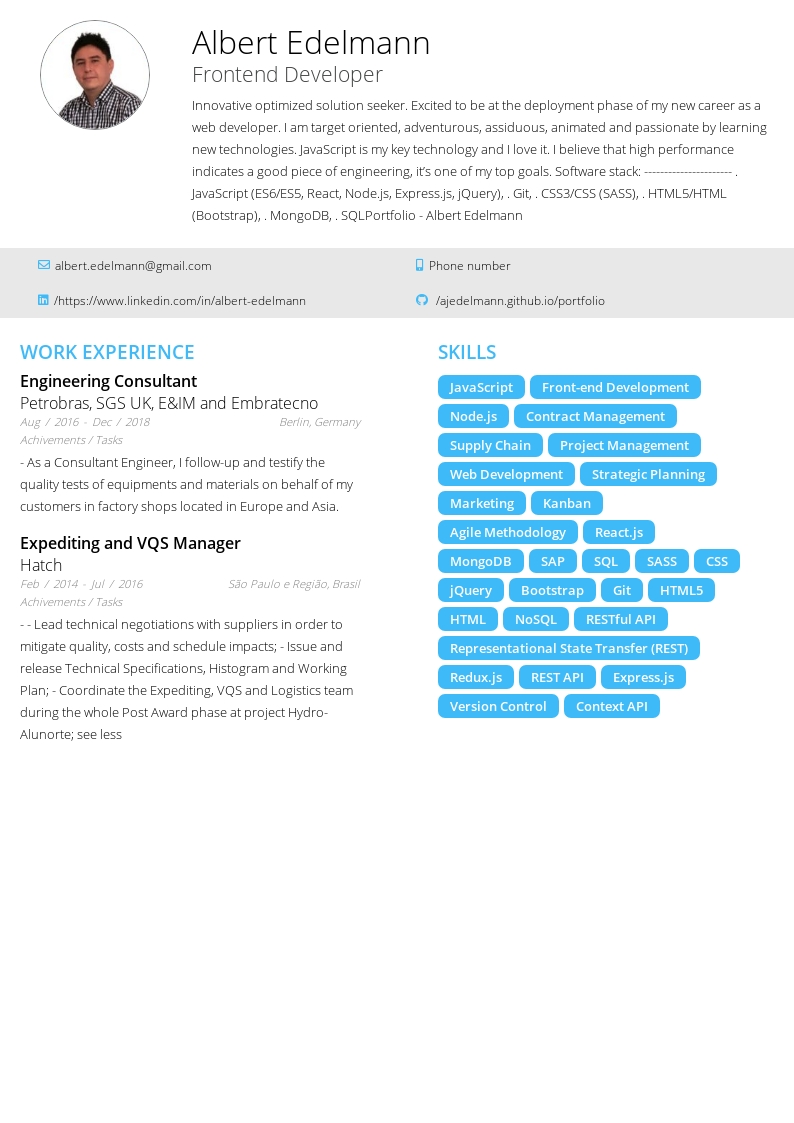 Albert Edelmann
Frontend Developer
Innovative optimized solution seeker. Excited to be at the deployment phase of my new career as a
web developer. I am target oriented, adventurous, assiduous, animated and passionate by learning
new technologies. JavaScript is my key technology and I love it. I believe that high performance
indicates a good piece of engineering, it’s one of my top goals. Software stack: ---------------------- .
JavaScript (ES6/ES5, React, Node.js, Express.js, jQuery), . Git, . CSS3/CSS (SASS), . HTML5/HTML
(Bootstrap), . MongoDB, . SQLPortfolio - Albert Edelmann
albert.edelmann@gmail.com
Phone number
/https://www.linkedin.com/in/albert-edelmann
/ajedelmann.github.io/portfolio
WORK EXPERIENCE
Engineering Consultant
Petrobras, SGS UK, E&IM and Embratecno
Aug / 2016 - Dec / 2018 Berlin, Germany
Achivements / Tasks
- As a Consultant Engineer, I follow-up and testify the
quality tests of equipments and materials on behalf of my
customers in factory shops located in Europe and Asia.
Expediting and VQS Manager
Hatch
Feb / 2014 - Jul / 2016 São Paulo e Região, Brasil
Achivements / Tasks
- - Lead technical negotiations with suppliers in order to
mitigate quality, costs and schedule impacts; - Issue and
release Technical Specifications, Histogram and Working
Plan; - Coordinate the Expediting, VQS and Logistics team
during the whole Post Award phase at project Hydro-
Alunorte; see less
SKILLS
JavaScript Front-end Development
Node.js Contract Management
Supply Chain Project Management
Web Development Strategic Planning
Marketing Kanban
Agile Methodology React.js
MongoDB SAP SQL SASS CSS
jQuery Bootstrap Git HTML5
HTML NoSQL RESTful API
Representational State Transfer (REST)
Redux.js REST API Express.js
Version Control Context API